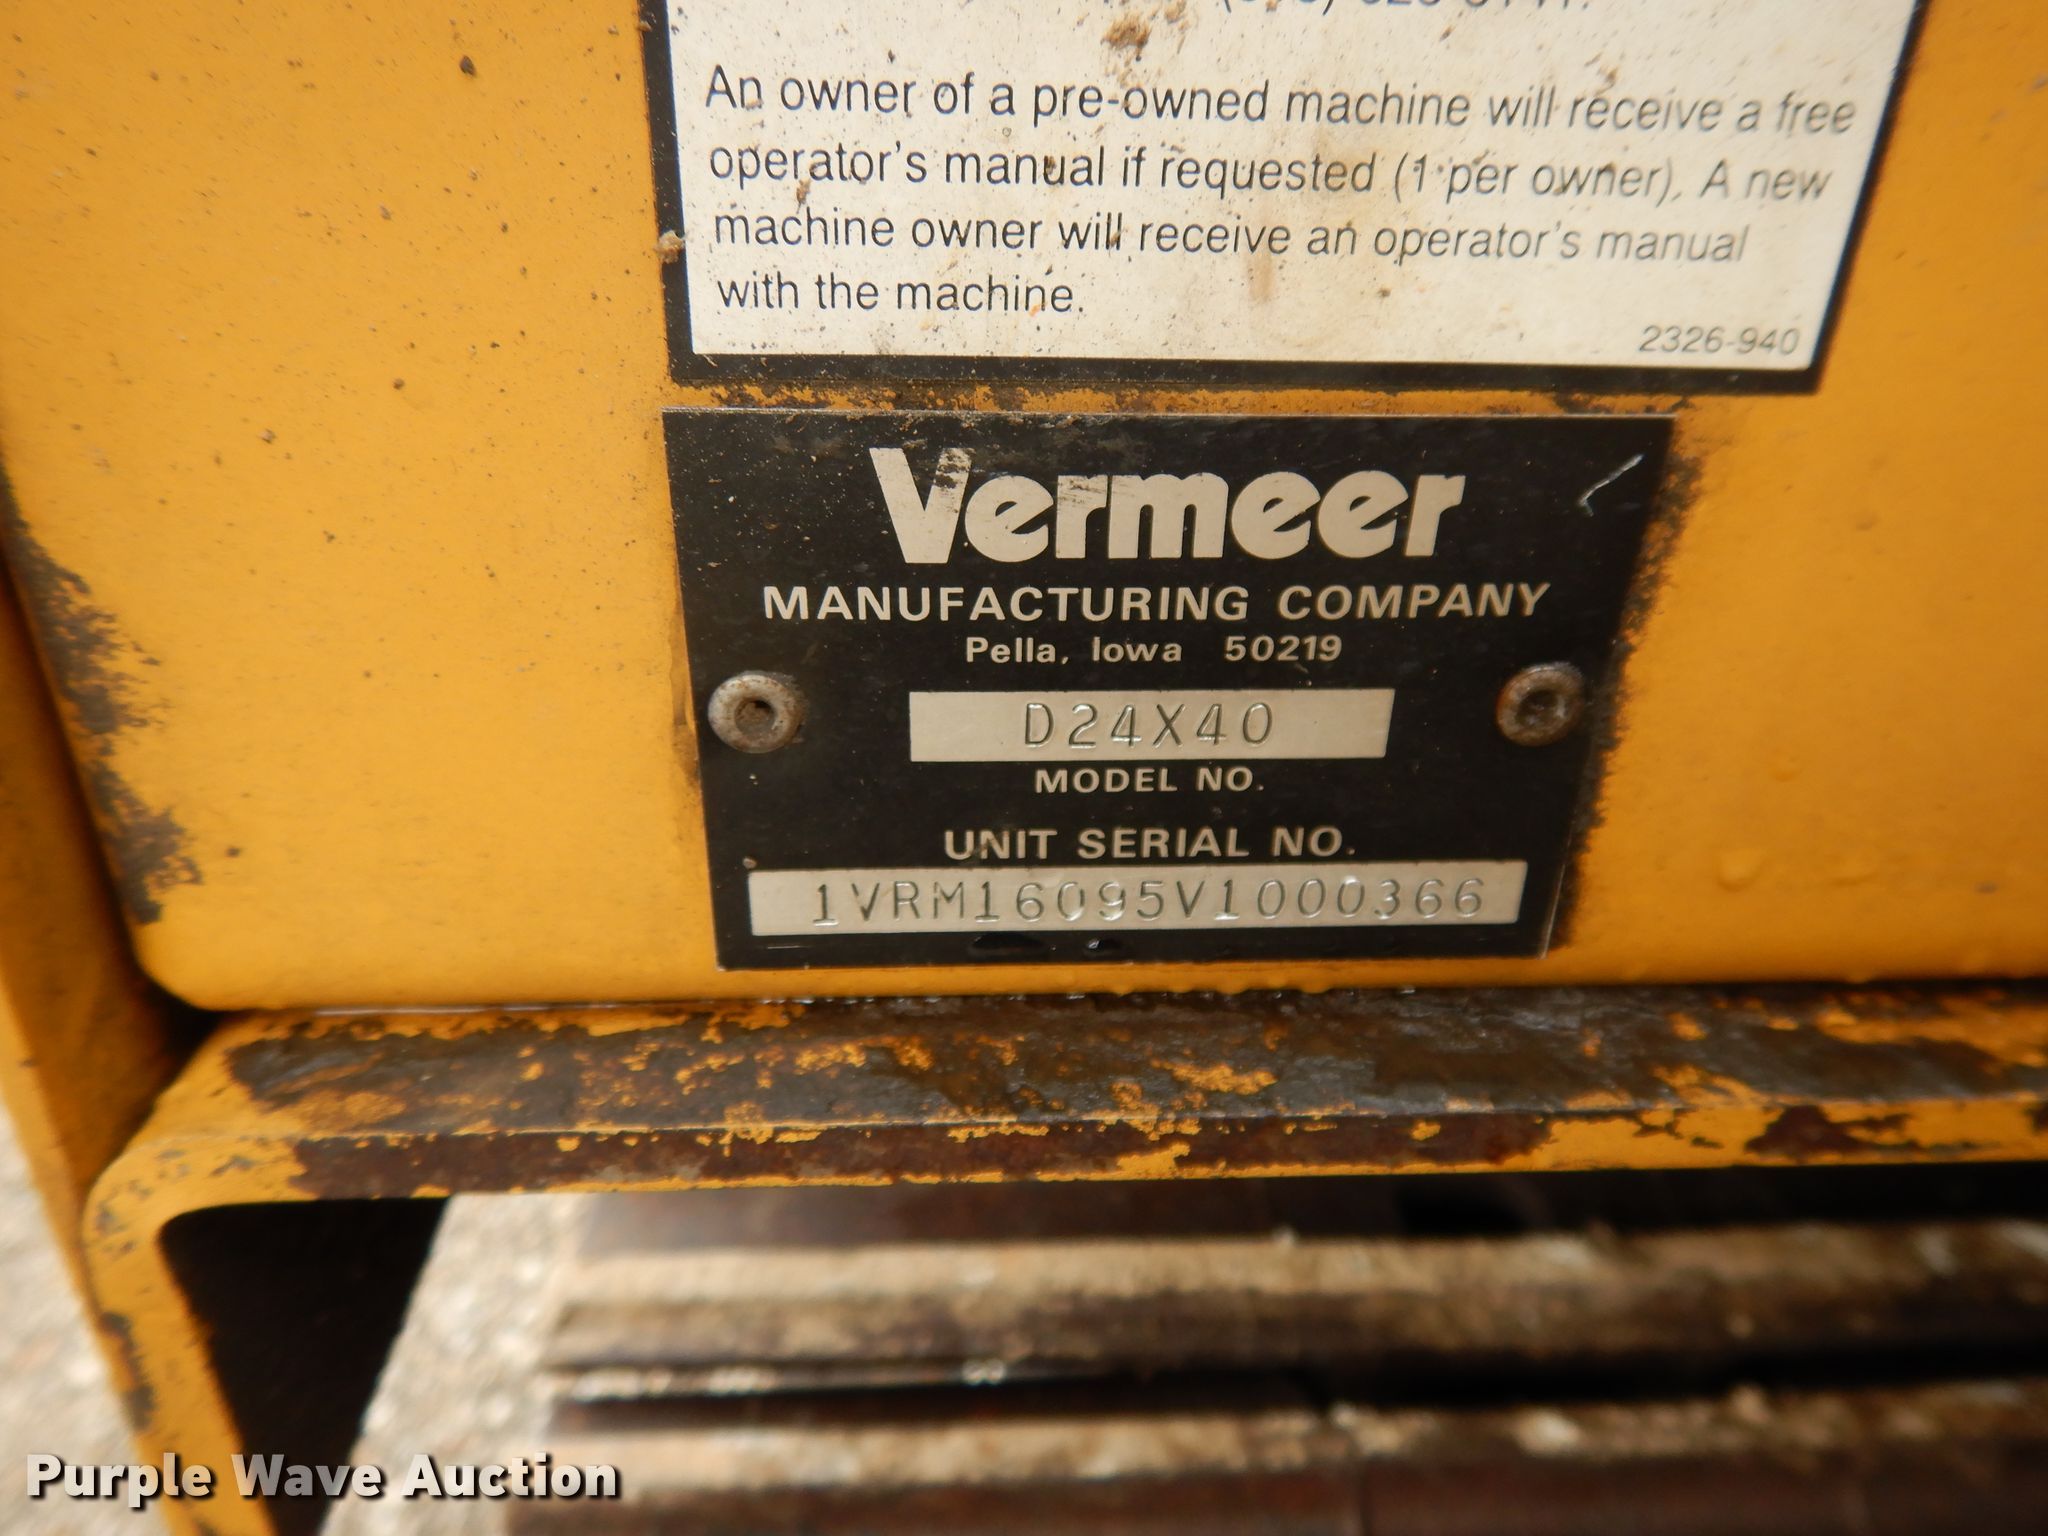 An owner of a pre-owned machine will receive a free
operator's manual if requested (1 per owner). A new
machine owner will receive an operator's manual
with the machine.
2326-940
Vermeer
MANUFACTURING COMPANY
Pella, Iowa 50219
D24X40
MODEL NO.
UNIT SERIAL NO.
1VRM16095V1000366
Purple Wave Auction